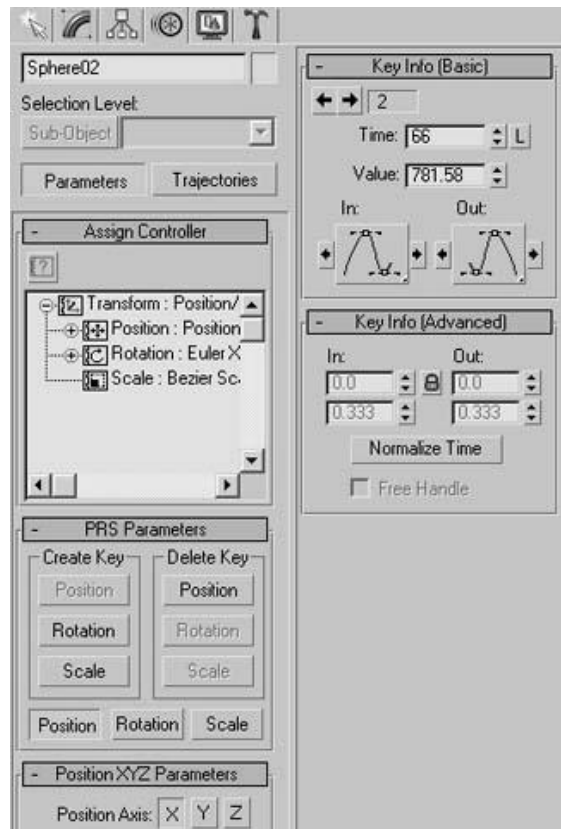 Sphere02
Selection Level:
Sub-Object
Parameters Trajectories
- Assign Controller
?
Transform : Position/
Position : Position
Rotation : Euler X
Scale : Bezier Sc
- PRS Parameters
Create Key Delete Key
Position Position
Rotation Rotation
Scale Scale
Position Rotation Scale
- Position XYZ Parameters
Position Axis: X Y Z
- Key Info (Basic)
2
Time: 66 L
Value: 781.58
In: Out:
- Key Info (Advanced)
In: Out:
0.0 0.0
0.333 0.333
Normalize Time
Free Handle